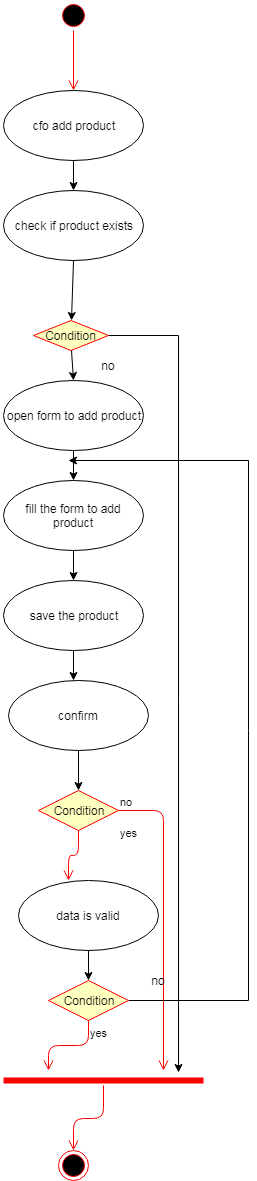 cfo add product
check if product exists
Condition
no
open form to add product
fill the form to add
product
save the product
confirm
Condition
no
yes
data is valid
Condition
no
yes